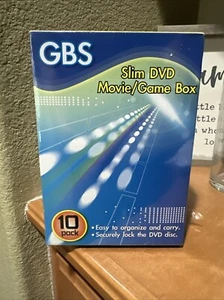 GBS
Slim DVD
Movie/Game Box
10
pack
• Easy to organize and carry.
• Securely lock the DVD disc.